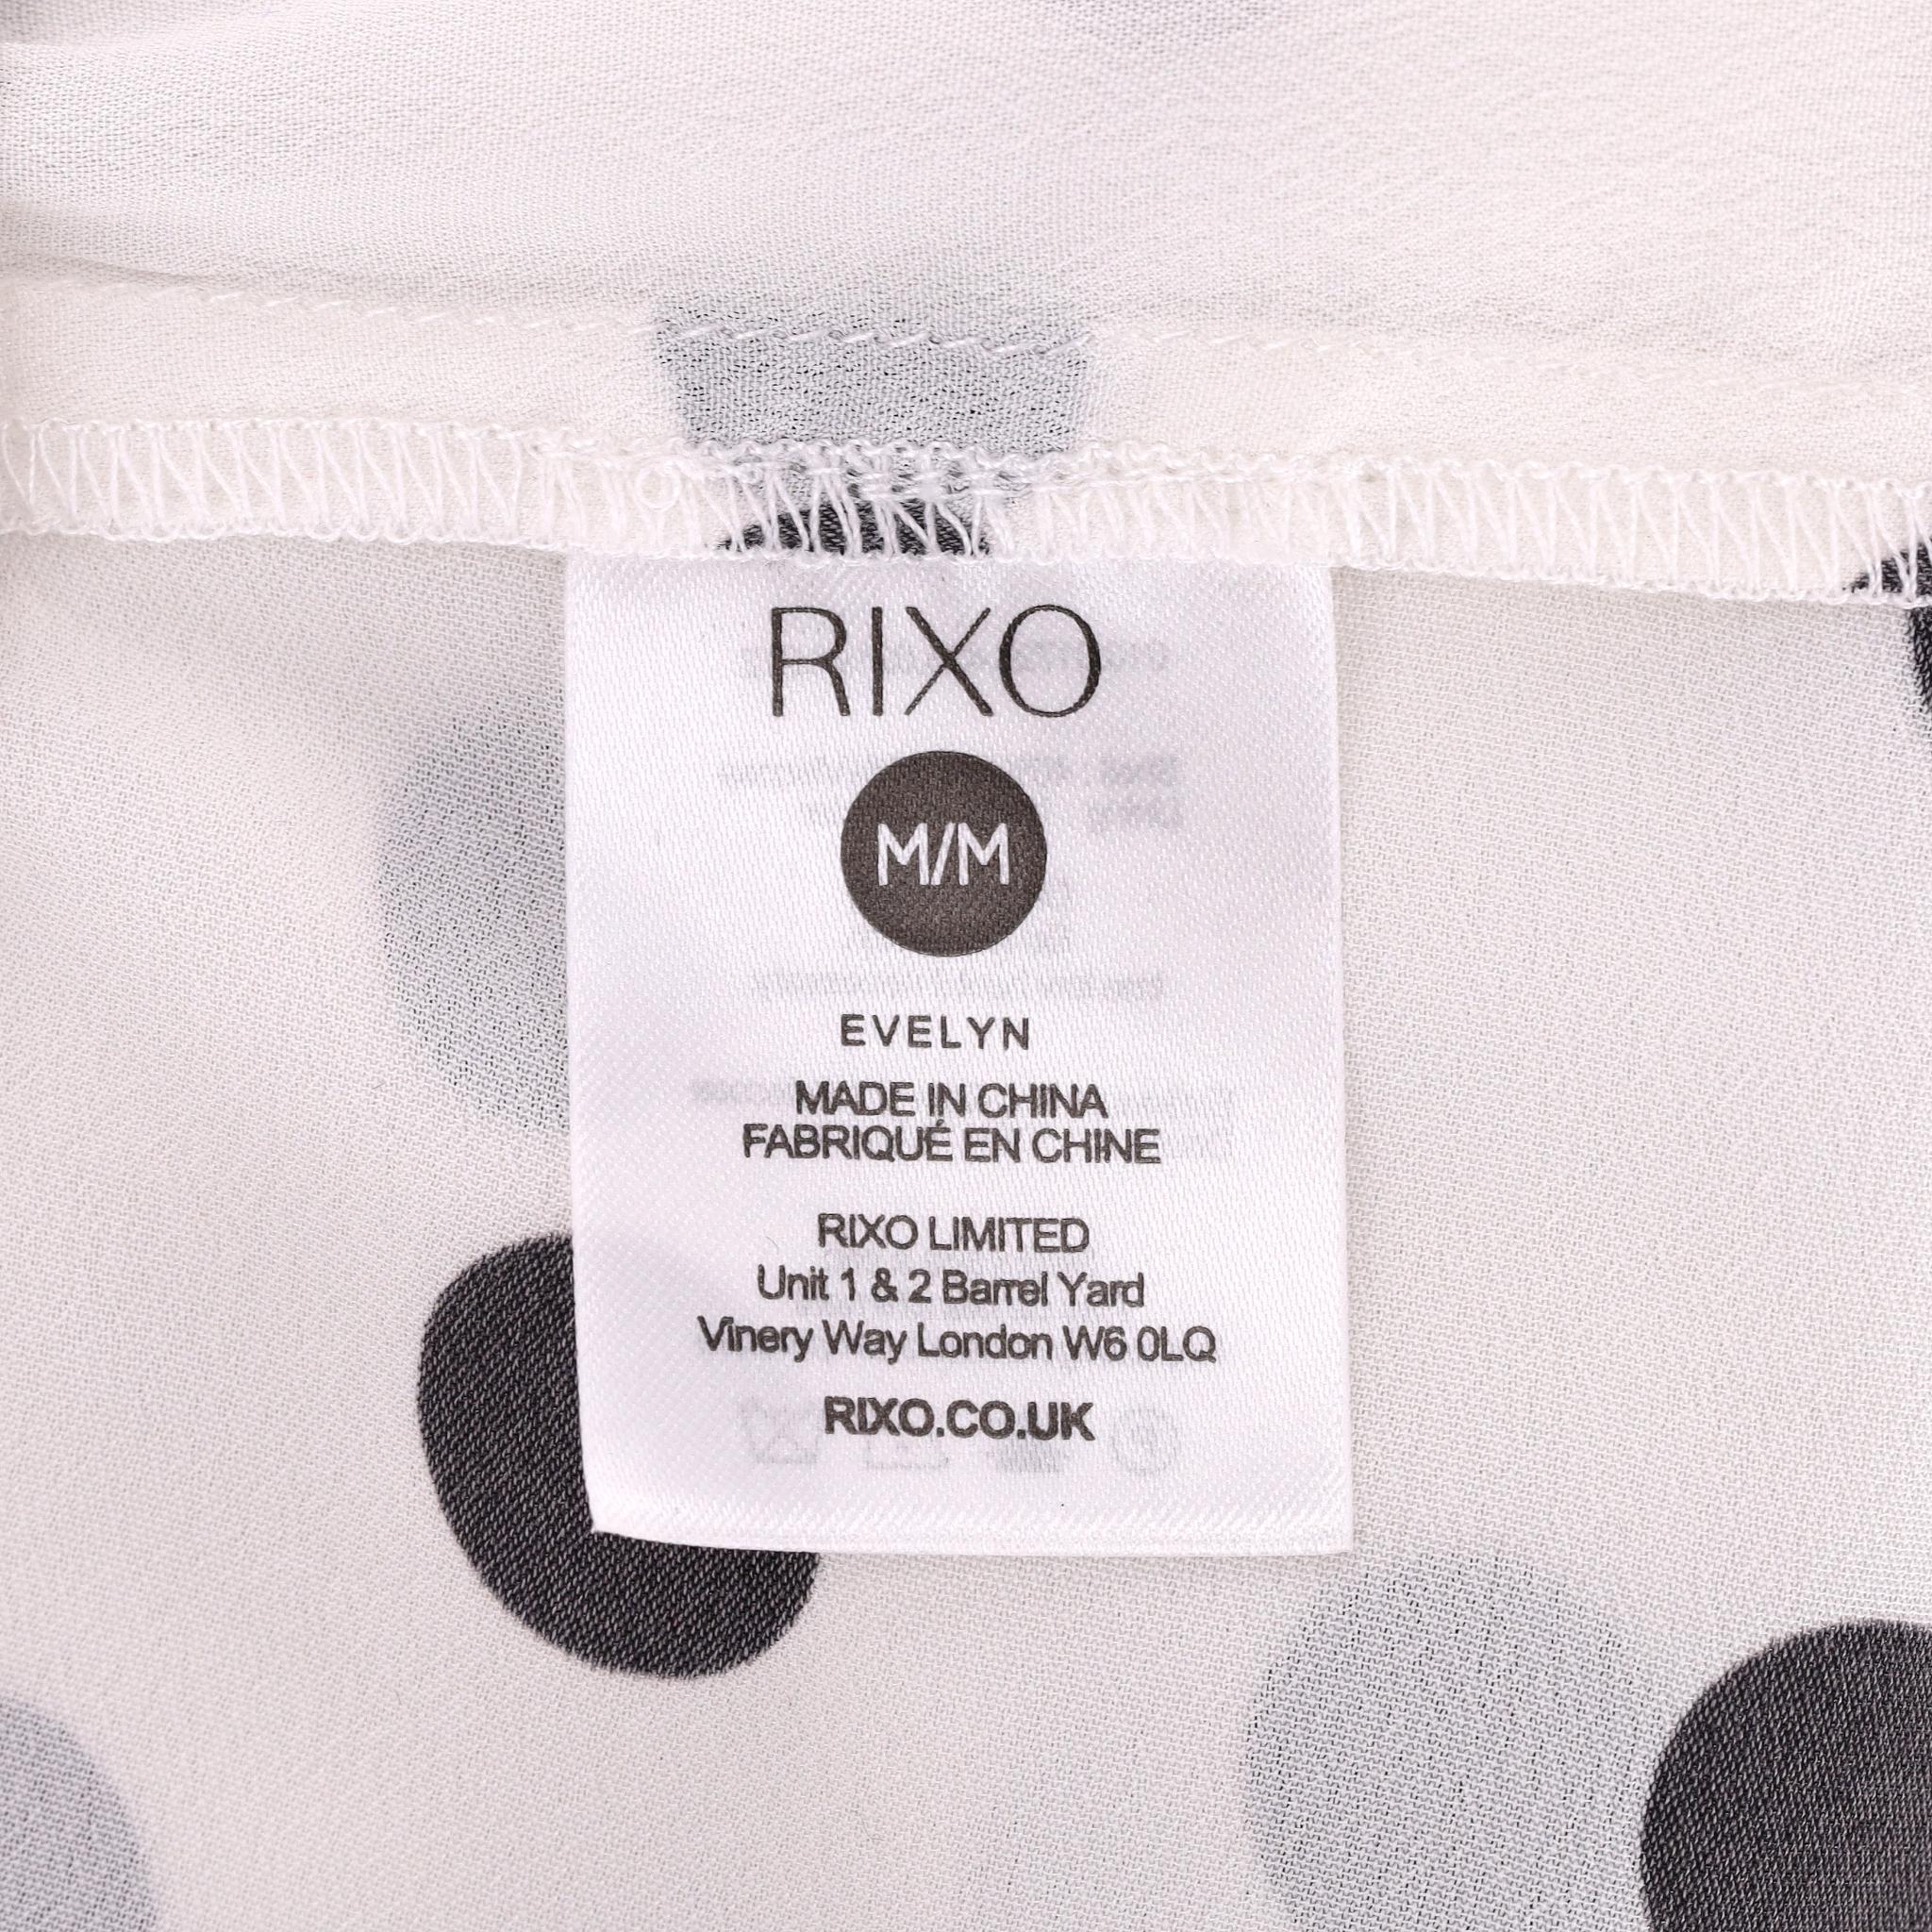 RIXO
M/M
EVELYN
MADE IN CHINA
FABRIQUÉ EN CHINE
RIXO LIMITED
Unit 1 & 2 Barrel Yard
Vinery Way London W6 0LQ
RIXO.CO.UK